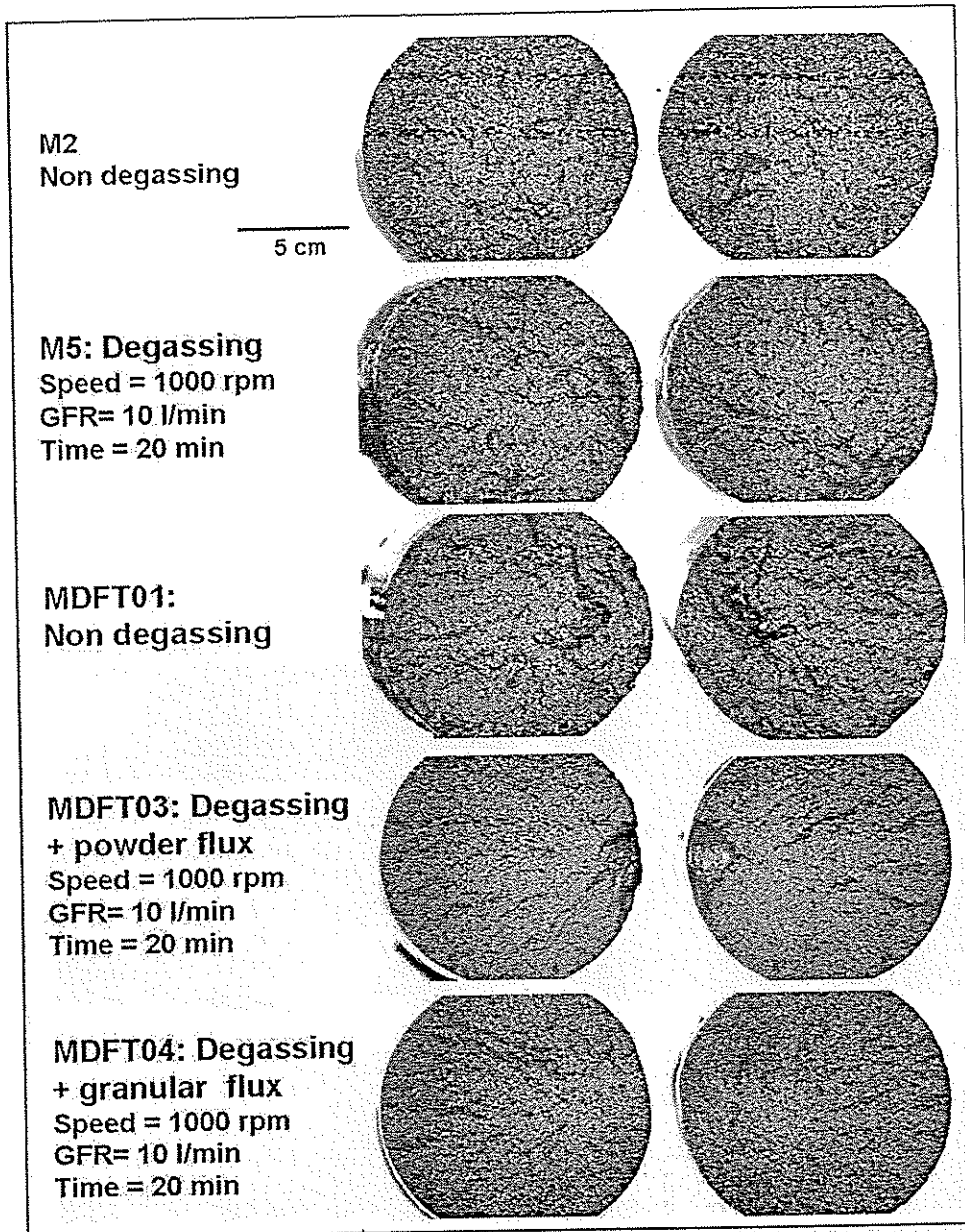 M2
Non degassing
5 cm
M5: Degassing
Speed = 1000 rpm
GFR= 10 l/min
Time = 20 min
MDFT01:
Non degassing
MDFT03: Degassing
+ powder flux
Speed = 1000 rpm
GFR= 10 l/min
Time = 20 min
MDFT04: Degassing
+ granular flux
Speed = 1000 rpm
GFR= 10 l/min
Time = 20 min